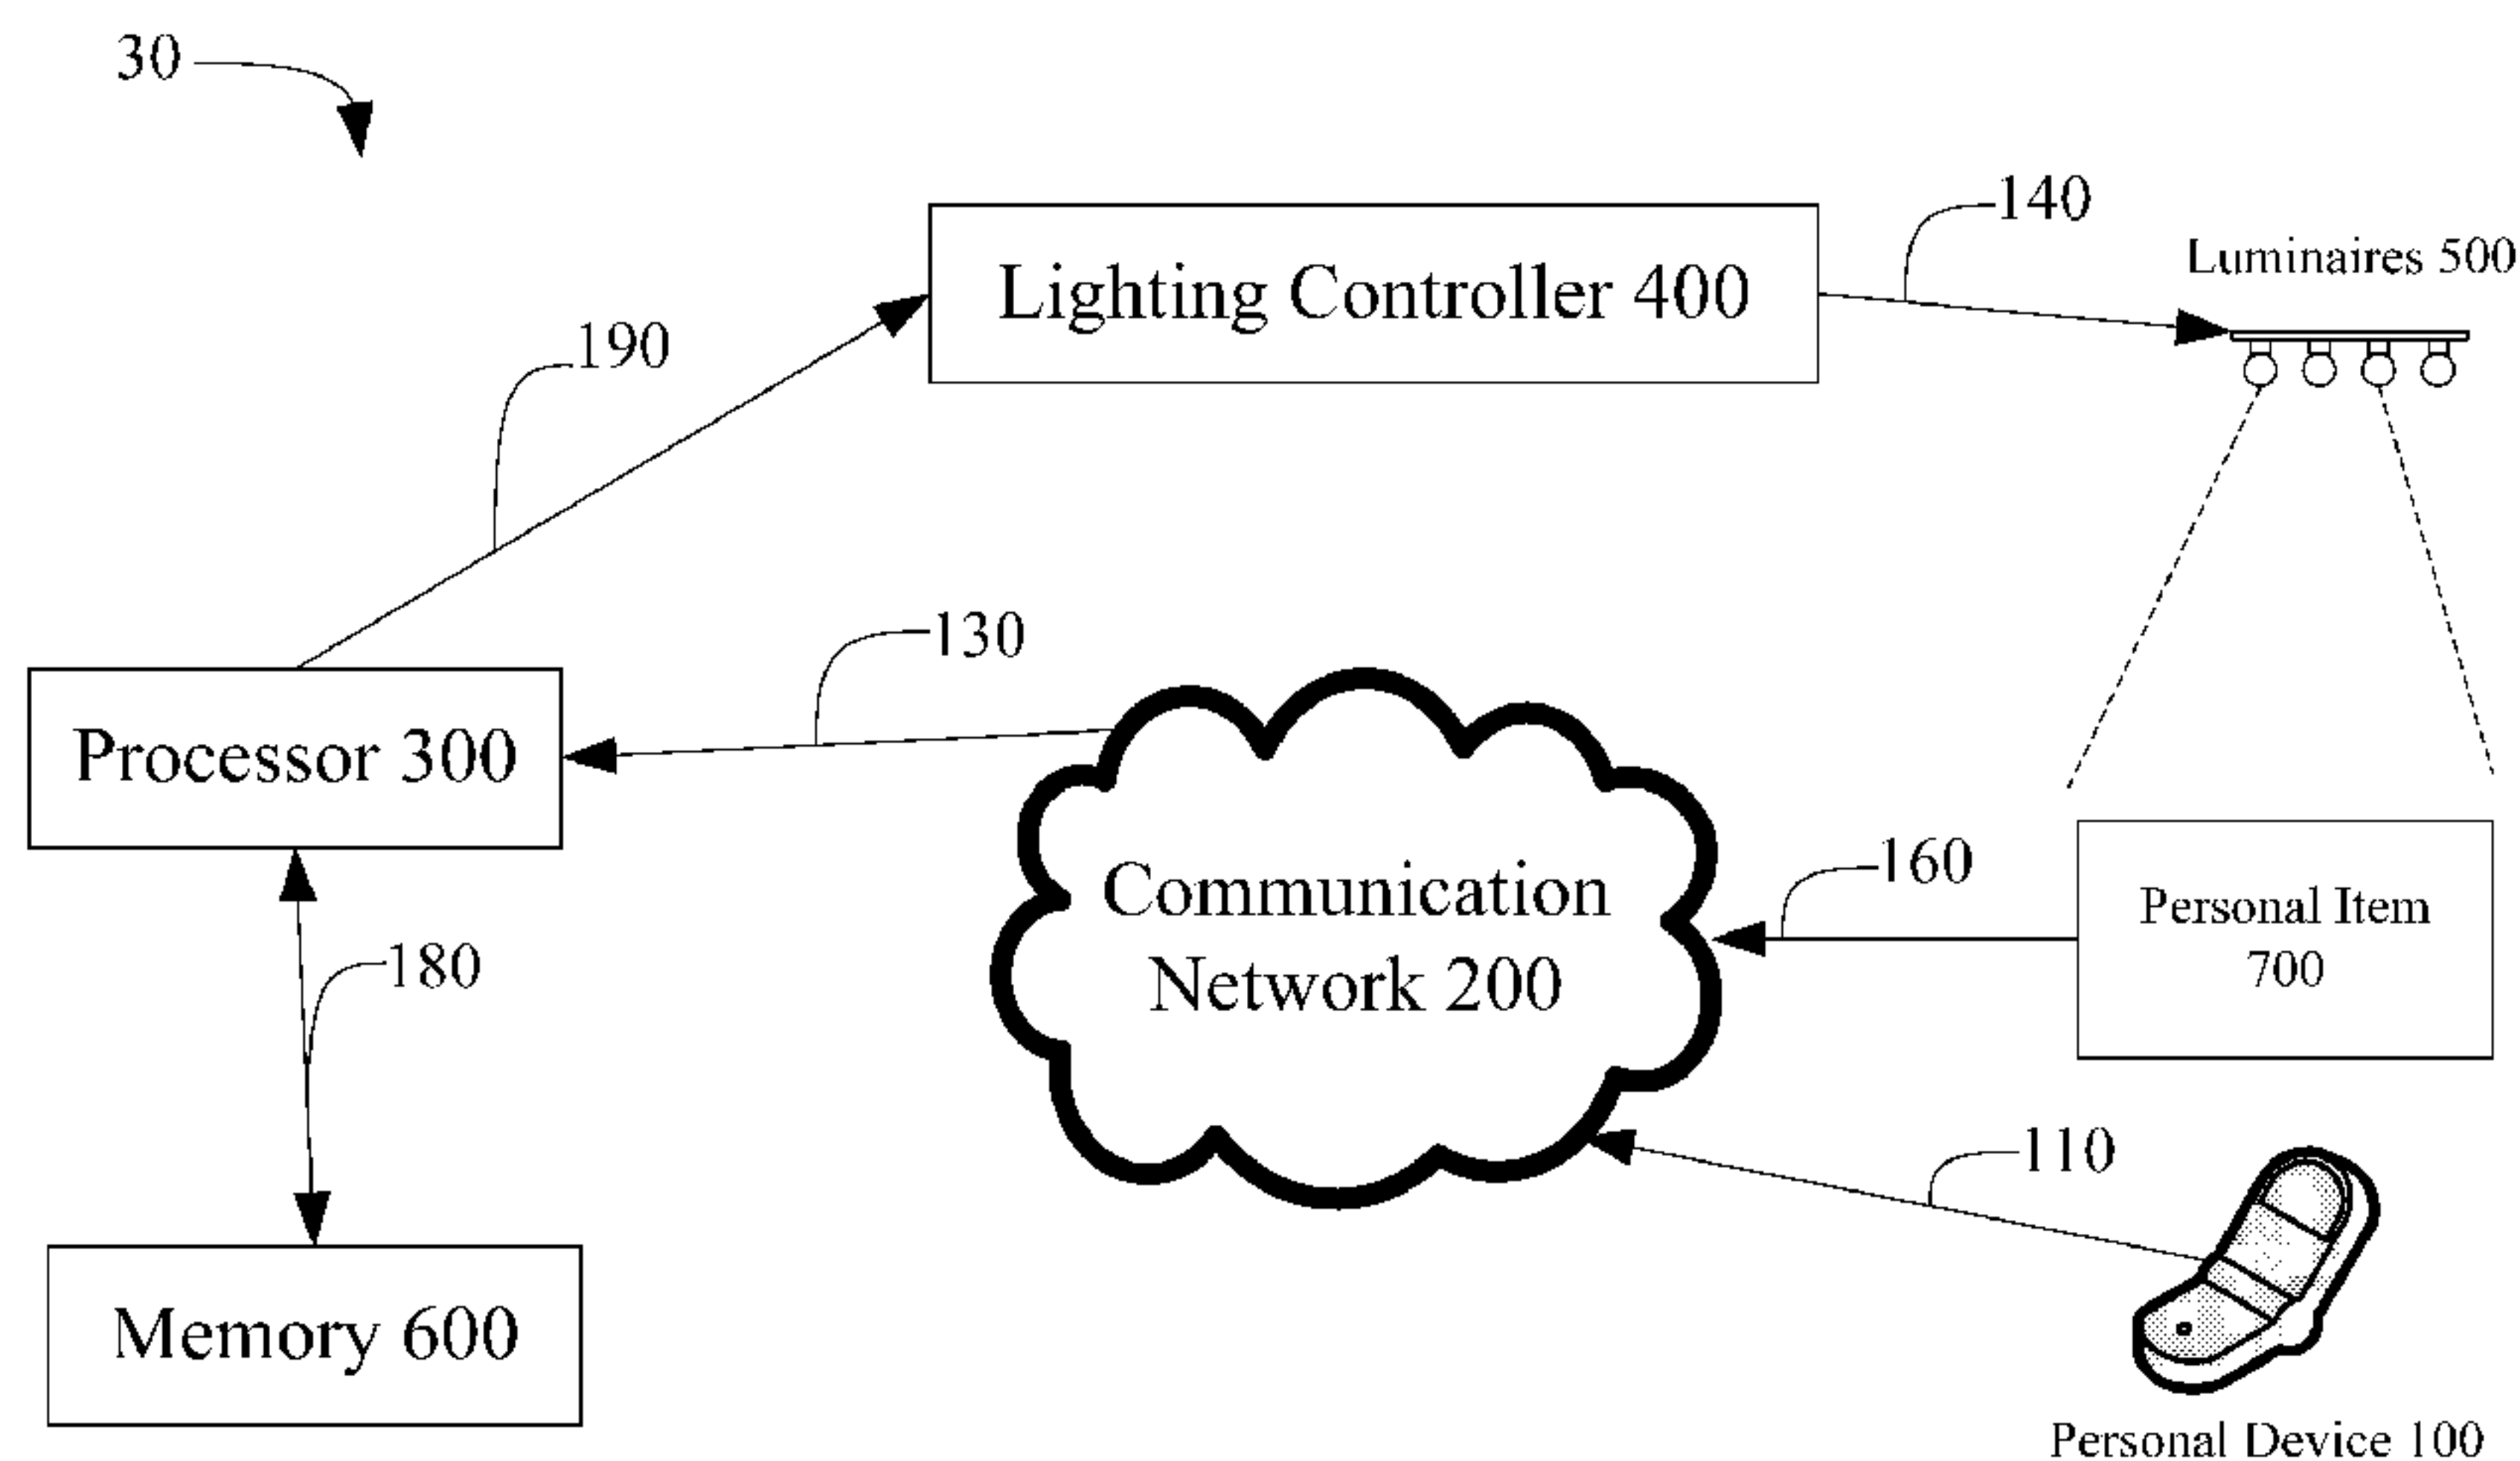 30
140
Luminaires 500
Lighting Controller 400
190
130
Processor 300
160
Communication
Network 200
Personal Item
700
180
110
Memory 600
Personal Device 100